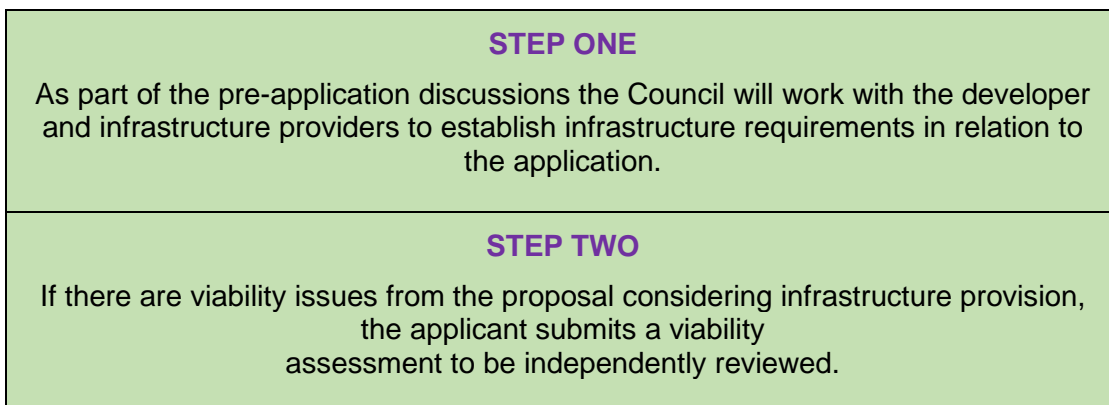 STEP ONE
As part of the pre-application discussions the Council will work with the developer
and infrastructure providers to establish infrastructure requirements in relation to
the application.
STEP TWO
If there are viability issues from the proposal considering infrastructure provision,
the applicant submits a viability
assessment to be independently reviewed.